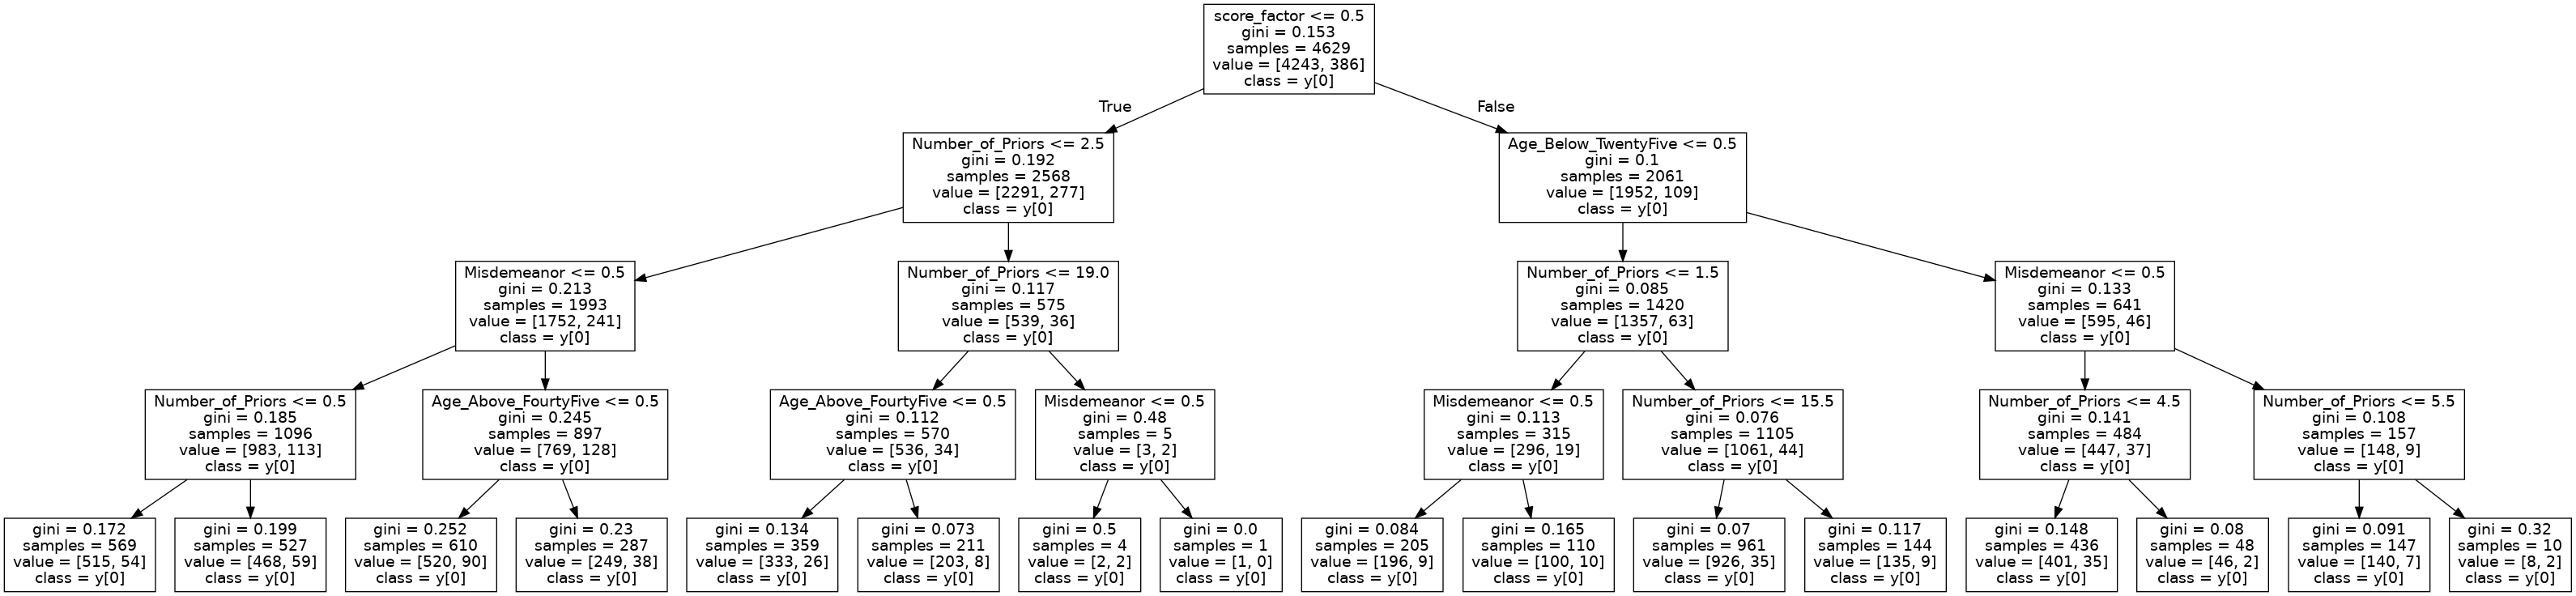 score_factor <= 0.5
gini = 0.153
samples = 4629
value = [4243, 386]
class = y[0]
True
False
Number_of_Priors <= 2.5
gini = 0.192
samples = 2568
value = [2291, 277]
class = y[0]
Age_Below_TwentyFive <= 0.5
gini = 0.1
samples = 2061
value = [1952, 109]
class = y[0]
Misdemeanor <= 0.5
gini = 0.213
samples = 1993
value = [1752, 241]
class = y[0]
Number_of_Priors <= 19.0
gini = 0.117
samples = 575
value = [539, 36]
class = y[0]
Number_of_Priors <= 1.5
gini = 0.085
samples = 1420
value = [1357, 63]
class = y[0]
Misdemeanor <= 0.5
gini = 0.133
samples = 641
value = [595, 46]
class = y[0]
Number_of_Priors <= 0.5
gini = 0.185
samples = 1096
value = [983, 113]
class = y[0]
Age_Above_FourtyFive <= 0.5
gini = 0.245
samples = 897
value = [769, 128]
class = y[0]
Age_Above_FourtyFive <= 0.5
gini = 0.112
samples = 570
value = [536, 34]
class = y[0]
Misdemeanor <= 0.5
gini = 0.48
samples = 5
value = [3, 2]
class = y[0]
Misdemeanor <= 0.5
gini = 0.113
samples = 315
value = [296, 19]
class = y[0]
Number_of_Priors <= 15.5
gini = 0.076
samples = 1105
value = [1061, 44]
class = y[0]
Number_of_Priors <= 4.5
gini = 0.141
samples = 484
value = [447, 37]
class = y[0]
Number_of_Priors <= 5.5
gini = 0.108
samples = 157
value = [148, 9]
class = y[0]
gini = 0.172
samples = 569
value = [515, 54]
class = y[0]
gini = 0.199
samples = 527
value = [468, 59]
class = y[0]
gini = 0.252
samples = 610
value = [520, 90]
class = y[0]
gini = 0.23
samples = 287
value = [249, 38]
class = y[0]
gini = 0.134
samples = 359
value = [333, 26]
class = y[0]
gini = 0.073
samples = 211
value = [203, 8]
class = y[0]
gini = 0.5
samples = 4
value = [2, 2]
class = y[0]
gini = 0.0
samples = 1
value = [1, 0]
class = y[0]
gini = 0.084
samples = 205
value = [196, 9]
class = y[0]
gini = 0.165
samples = 110
value = [100, 10]
class = y[0]
gini = 0.07
samples = 961
value = [926, 35]
class = y[0]
gini = 0.117
samples = 144
value = [135, 9]
class = y[0]
gini = 0.148
samples = 436
value = [401, 35]
class = y[0]
gini = 0.08
samples = 48
value = [46, 2]
class = y[0]
gini = 0.091
samples = 147
value = [140, 7]
class = y[0]
gini = 0.32
samples = 10
value = [8, 2]
class = y[0]